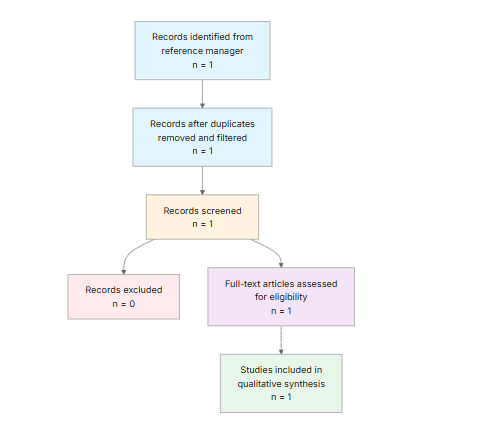 Records identified from
reference manager
n = 1
Records after duplicates
removed and filtered
n = 1
Records screened
n = 1
Records excluded
n = 0
Full-text articles assessed
for eligibility
n = 1
Studies included in
qualitative synthesis
n = 1